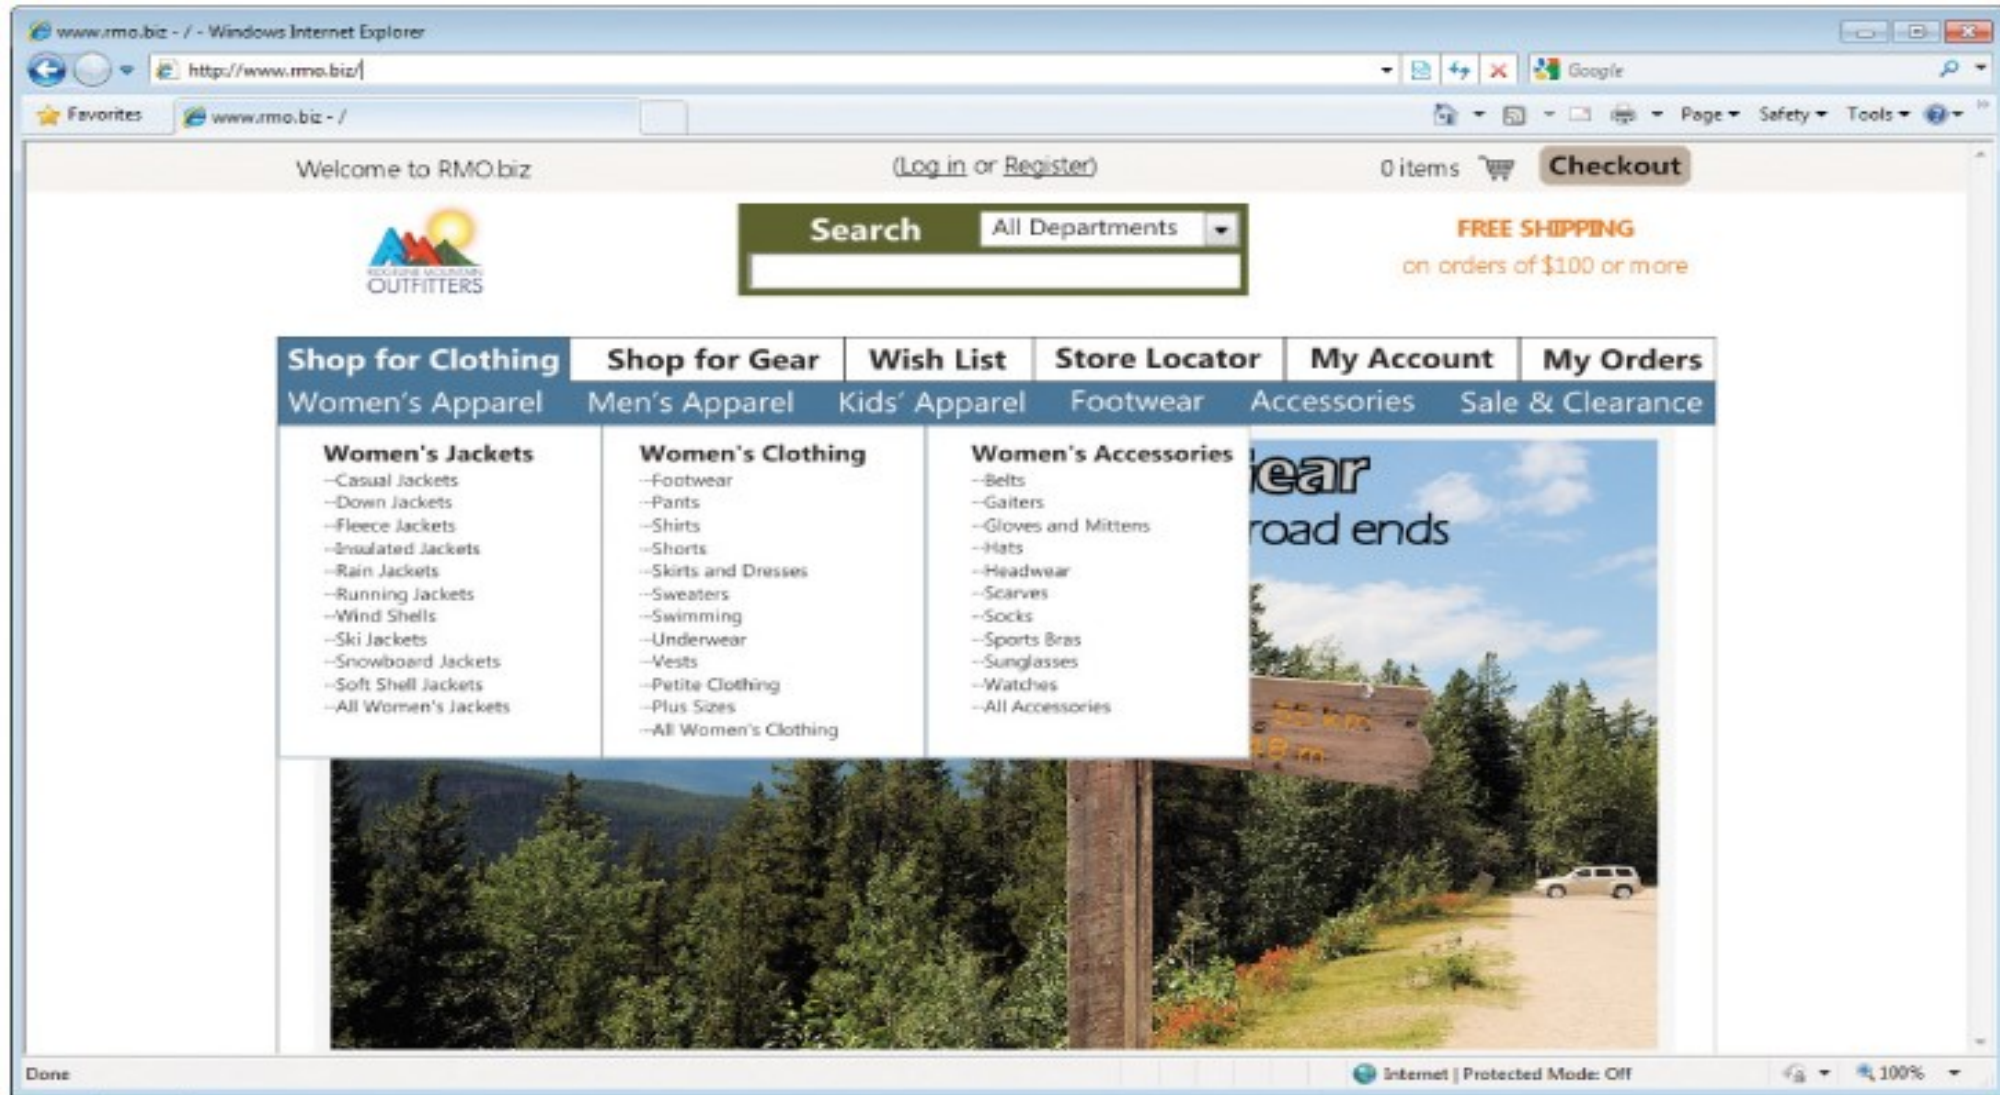 www.rmo.biz - / - Windows Internet Explorer
http://www.rmo.biz/
Google
Favorites
www.rmo.biz - /
Page
Safety
Tools
Welcome to RMO.biz
(Log in or Register)
0 items
Checkout
Search
All Departments
FREE SHIPPING
on orders of $100 or more
RIDGELINE MOUNTAIN
OUTFITTERS
Shop for Clothing
Shop for Gear
Wish List
Store Locator
My Account
My Orders
Women's Apparel
Men's Apparel
Kids' Apparel
Footwear
Accessories
Sale & Clearance
Women's Jackets
--Casual Jackets
--Down Jackets
--Fleece Jackets
--Insulated Jackets
--Rain Jackets
--Running Jackets
--Wind Shells
--Ski Jackets
--Snowboard Jackets
--Soft Shell Jackets
--All Women's Jackets
Women's Clothing
--Footwear
--Pants
--Shirts
--Shorts
--Skirts and Dresses
--Sweaters
--Swimming
--Underwear
--Vests
--Petite Clothing
--Plus Sizes
--All Women's Clothing
Women's Accessories
--Belts
--Gaiters
--Gloves and Mittens
--Hats
--Headwear
--Scarves
--Socks
--Sports Bras
--Sunglasses
--Watches
--All Accessories
ear
road ends
km
m
Done
Internet | Protected Mode: Off
100%